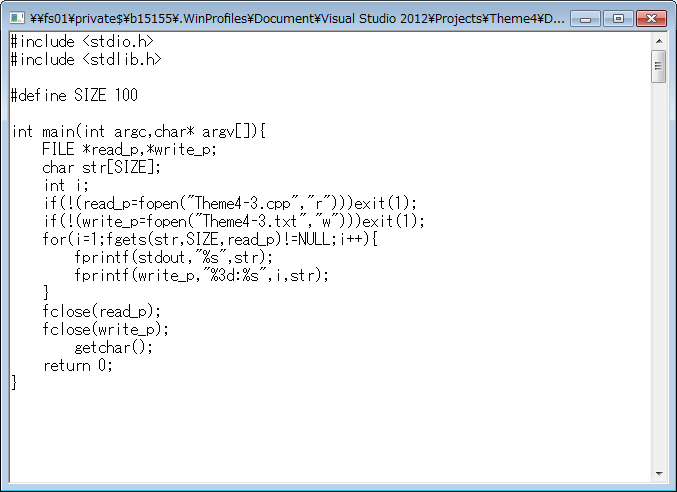 ¥¥fs01¥private$¥b15155¥.WinProfiles¥Document¥Visual Studio 2012¥Projects¥Theme4¥D...
#include <stdio.h>
#include <stdlib.h>

#define SIZE 100

int main(int argc,char* argv[]){
    FILE *read_p,*write_p;
    char str[SIZE];
    int i;
    if(!(read_p=fopen("Theme4-3.cpp","r")))exit(1);
    if(!(write_p=fopen("Theme4-3.txt","w")))exit(1);
    for(i=1;fgets(str,SIZE,read_p)!=NULL;i++){
        fprintf(stdout,"%s",str);
        fprintf(write_p,"%3d:%s",i,str);
    }
    fclose(read_p);
    fclose(write_p);
        getchar();
    return 0;
}